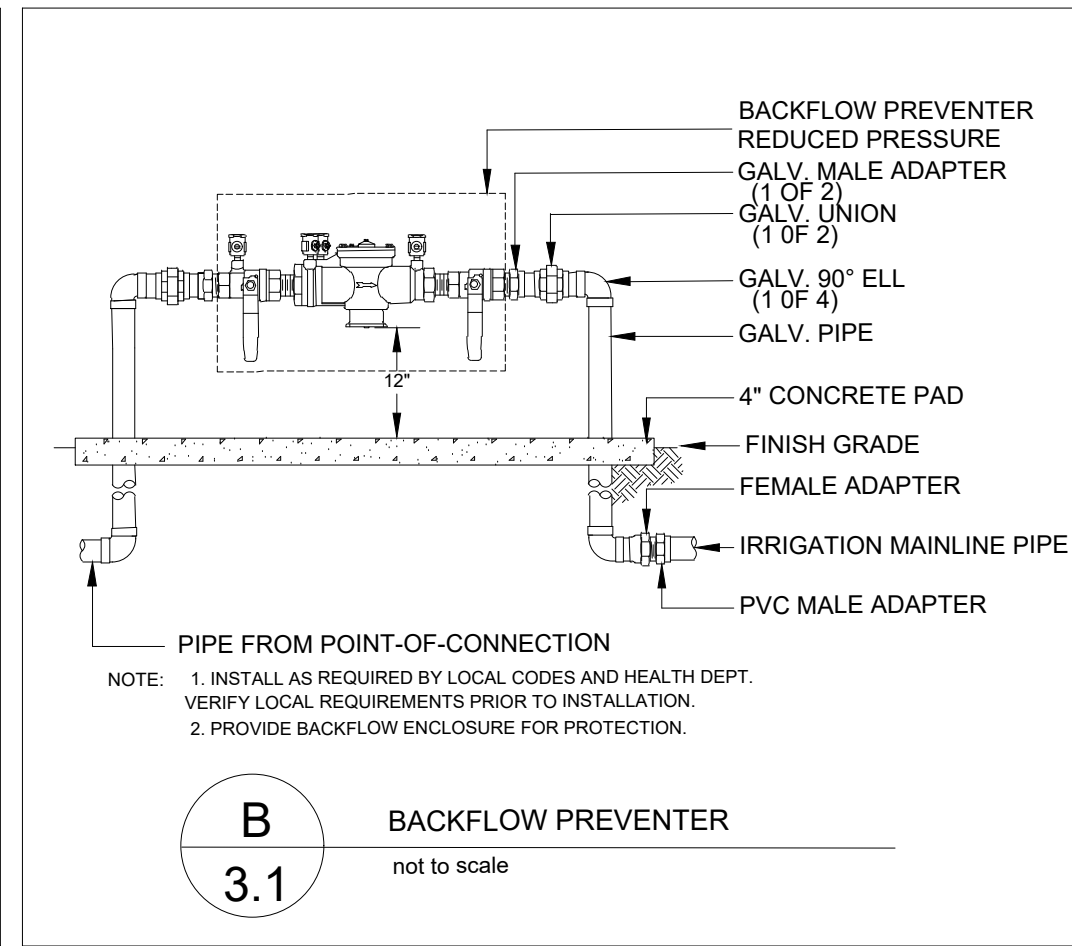 BACKFLOW PREVENTER
REDUCED PRESSURE
GALV. MALE ADAPTER
(1 OF 2)
GALV. UNION
(1 0F 2)
GALV. 90° ELL
(1 0F 4)
GALV. PIPE
12"
4" CONCRETE PAD
FINISH GRADE
FEMALE ADAPTER
IRRIGATION MAINLINE PIPE
PVC MALE ADAPTER
PIPE FROM POINT-OF-CONNECTION
NOTE: 1. INSTALL AS REQUIRED BY LOCAL CODES AND HEALTH DEPT.
VERIFY LOCAL REQUIREMENTS PRIOR TO INSTALLATION.
2. PROVIDE BACKFLOW ENCLOSURE FOR PROTECTION.
B
3.1
BACKFLOW PREVENTER
not to scale